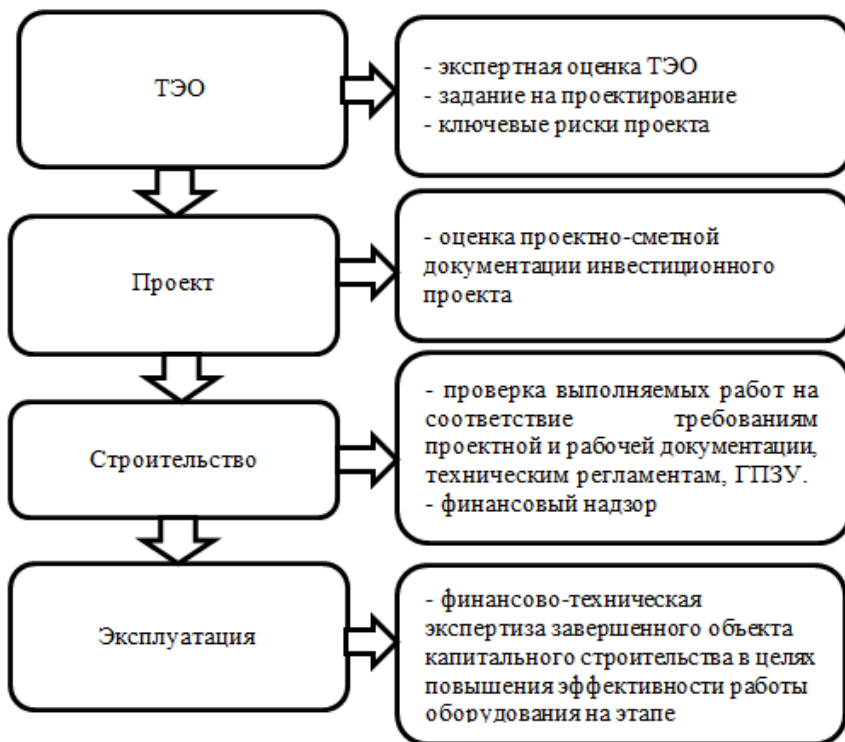 ТЭО
- экспертная оценка ТЭО
- задание на проектирование
- ключевые риски проекта
Проект
- оценка проектно-сметной
документации инвестиционного
проекта
Строительство
- проверка выполняемых работ на
соответствие требованиям
проектной и рабочей документации,
техническим регламентам, ГПЗУ.
- финансовый надзор
Эксплуатация
- финансово-техническая
экспертиза завершенного объекта
капитального строительства в целях
повышения эффективности работы
оборудования на этапе